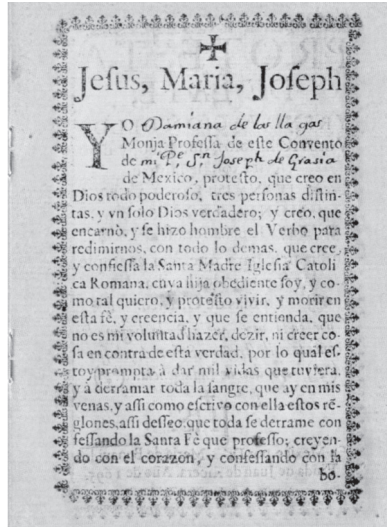 Jesus, Maria, Joseph
YO Damiana de las llagas
Monja Professa de este Convento
de mi Pe. Sn. Joseph de Grasia
de Mexico, protesto, que creo en
Dios todo poderoso, tres personas distin-
tas, y vn solo Dios verdadero; y creo, que
encarnò, y se hizo hombre el Verbo para
redimirnos, con todo lo demas, que cree,
y confiessa la Santa Madre Iglesia Catoli
ca Romana, cuya hija obediente soy, y co-
mo tal quiero, y protesto vivir, y morir en
esta fè, y creencia, y que se entienda, que
no es mi voluntad hazer, dezir, ni creer co-
sa en contra de esta verdad, por lo qual es-
toy prompta à dar mil vidas que tuviera,
y à derramar toda la sangre, que ay en mis
venas, y assi como escrivo con ella estos re-
glones, assi desseo, que toda se derrame con
fessando la Santa Fè que professo; creyen-
do con el corazon, y confessando con la
bo-